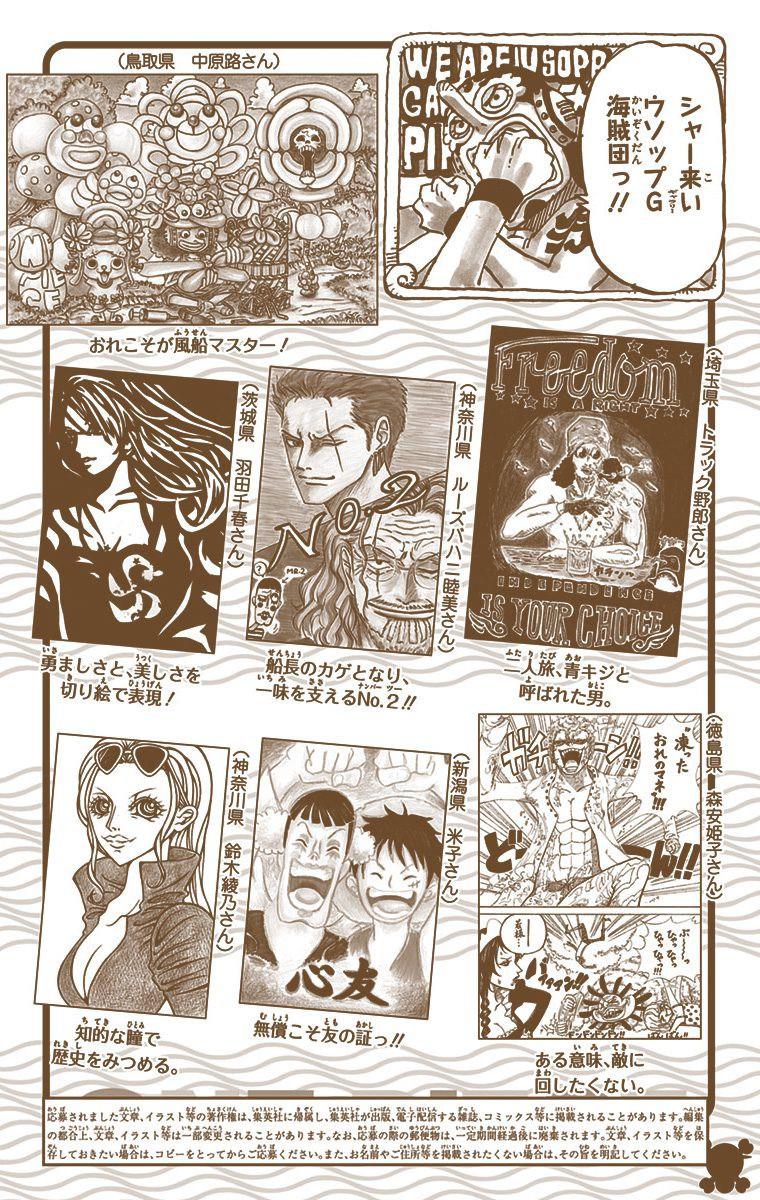 シャー来い
ウソップG
海賊団っ!!
WE ARE USOPP
GA
PIR
(鳥取県　中原路さん)
おれこそが風船マスター!
Freedom
IS A RIGHT
INDEPENDENCE
IS YOUR CHOICE
(埼玉県　トラック野郎さん)
二人旅、青キジと
呼ばれた男。
No.2
MR.2
(神奈川県　ルーズパハニ睦美さん)
船長のカゲとなり、
一味を支えるNo.2!!
(茨城県　羽田千春さん)
勇ましさと、美しさを
切り絵で表現!
ガチーーン!!
"凍った
おれのマネ"!!!
どーーん!!
(徳島県　森安姫子さん)
ある意味、敵に
回したくない。
心友
(新潟県　米子さん)
無償こそ友の証っ!!
(神奈川県　鈴木綾乃さん)
知的な瞳で
歴史をみつめる。
応募されました文章、イラスト等の著作権は、集英社に帰属し、集英社が出版、電子配信する雑誌、コミックス等に掲載されることがあります。編集
の都合上、文章、イラスト等は一部変更されることがあります。なお、応募の際の郵便物は、一定期間経過後に廃棄されます。文章、イラスト等を保
存しておきたい場合は、コピーをとってからご応募ください。また、お名前やご住所等を掲載されたくない場合は、その旨を明記してください。